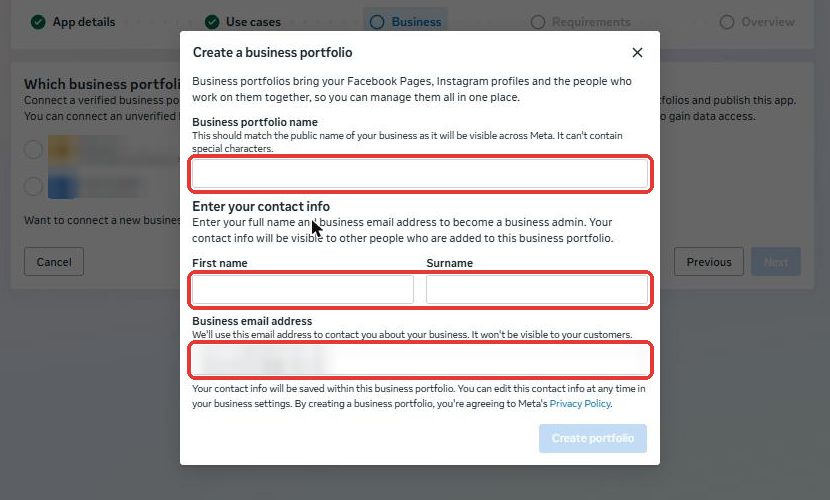 App details
Use cases
Business
Requirements
Overview
Create a business portfolio
Business portfolios bring your Facebook Pages, Instagram profiles and the people who
work on them together, so you can manage them all in one place.
Business portfolio name
This should match the public name of your business as it will be visible across Meta. It can't contain
special characters.
Enter your contact info
Enter your full name and business email address to become a business admin. Your
contact info will be visible to other people who are added to this business portfolio.
First name
Surname
Business email address
We'll use this email address to contact you about your business. It won't be visible to your customers.
Your contact info will be saved within this business portfolio. You can edit this contact info at any time in
your business settings. By creating a business portfolio, you're agreeing to Meta's Privacy Policy.
Create portfolio
Which business portfoli
Connect a verified business po
tfolios and publish this app.
You can connect an unverified
o gain data access.
Want to connect a new busines
Cancel
Previous
Next